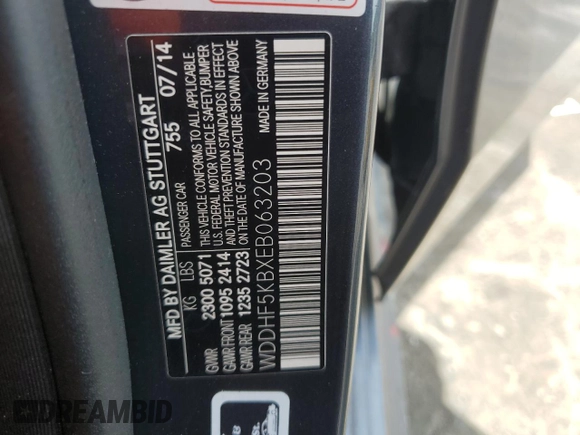 MFD BY DAIMLER AG STUTTGART
755 07/14
KG LBS PASSENGER CAR
GVWR 2300 5071 THIS VEHICLE CONFORMS TO ALL APPLICABLE
GAWR FRONT 1095 2414 U.S. FEDERAL MOTOR VEHICLE SAFETY, BUMPER
GAWR REAR 1235 2723 AND THEFT PREVENTION STANDARDS IN EFFECT
ON THE DATE OF MANUFACTURE SHOWN ABOVE
WDDHF5KBXEB063203 MADE IN GERMANY
DREAMBID